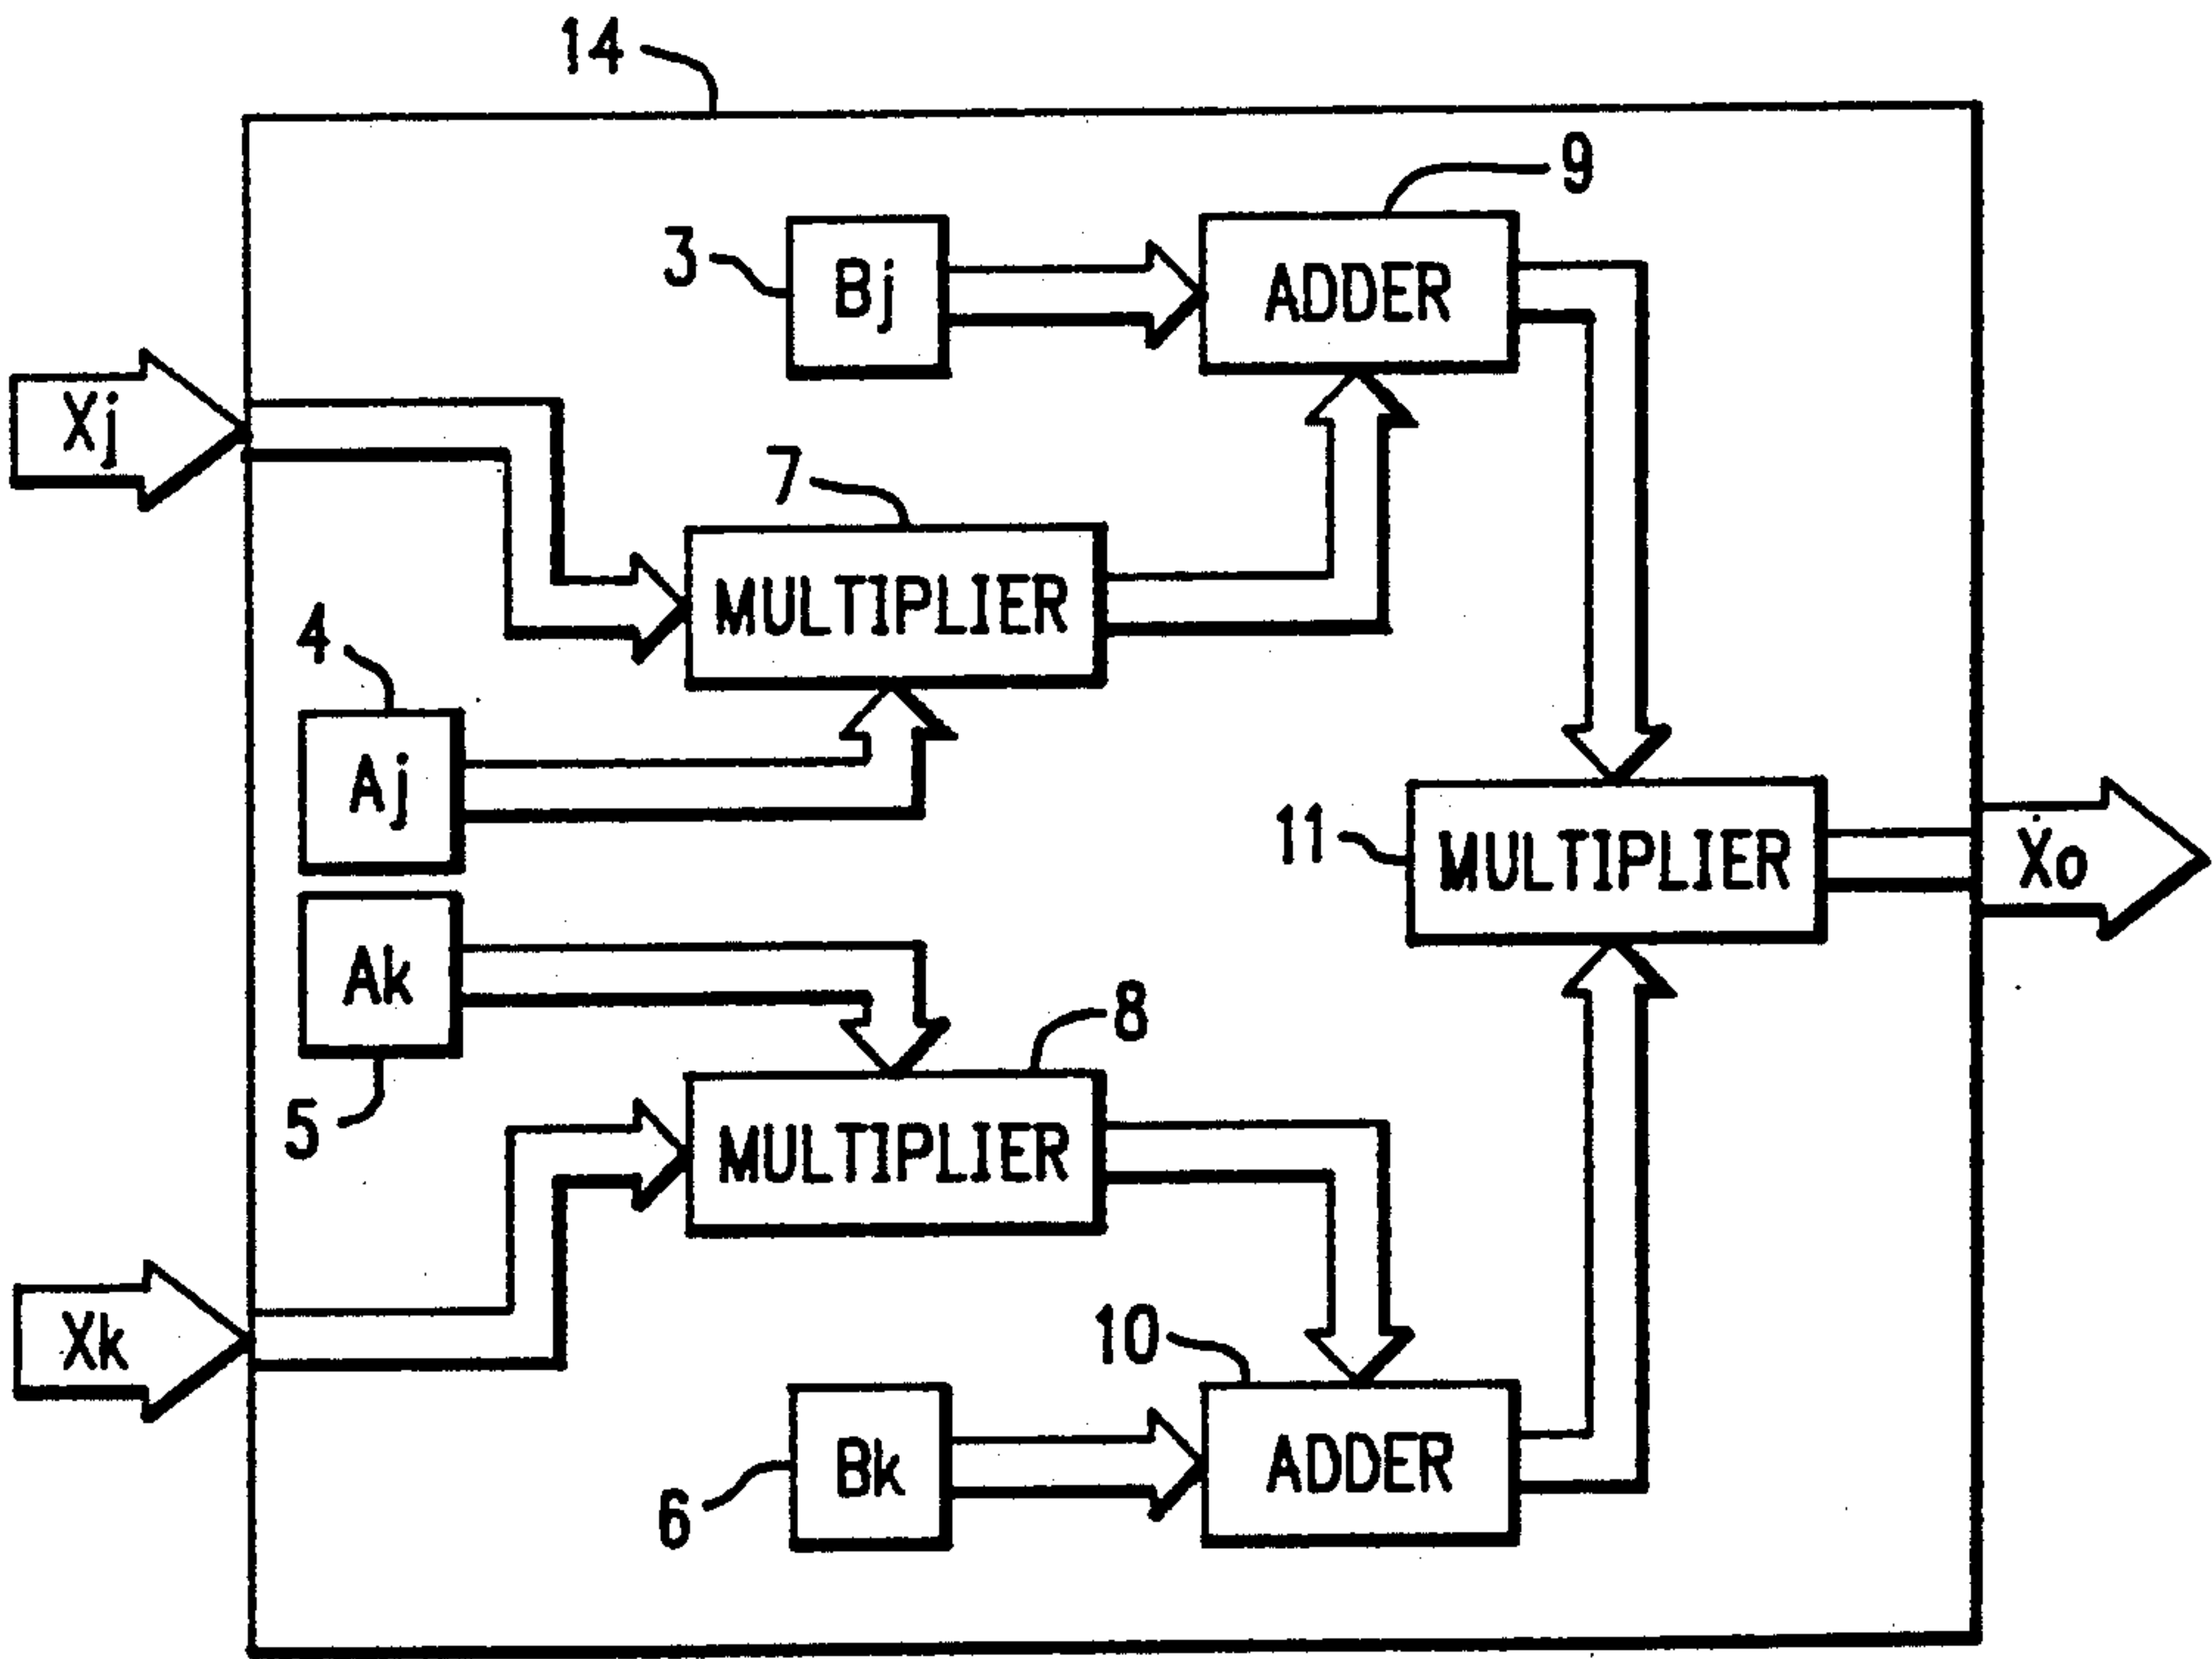 14
9
3
Bj
ADDER
Xj
7
MULTIPLIER
4
Aj
11
MULTIPLIER
Xo
Ak
8
5
MULTIPLIER
Xk
10
Bk
ADDER
6